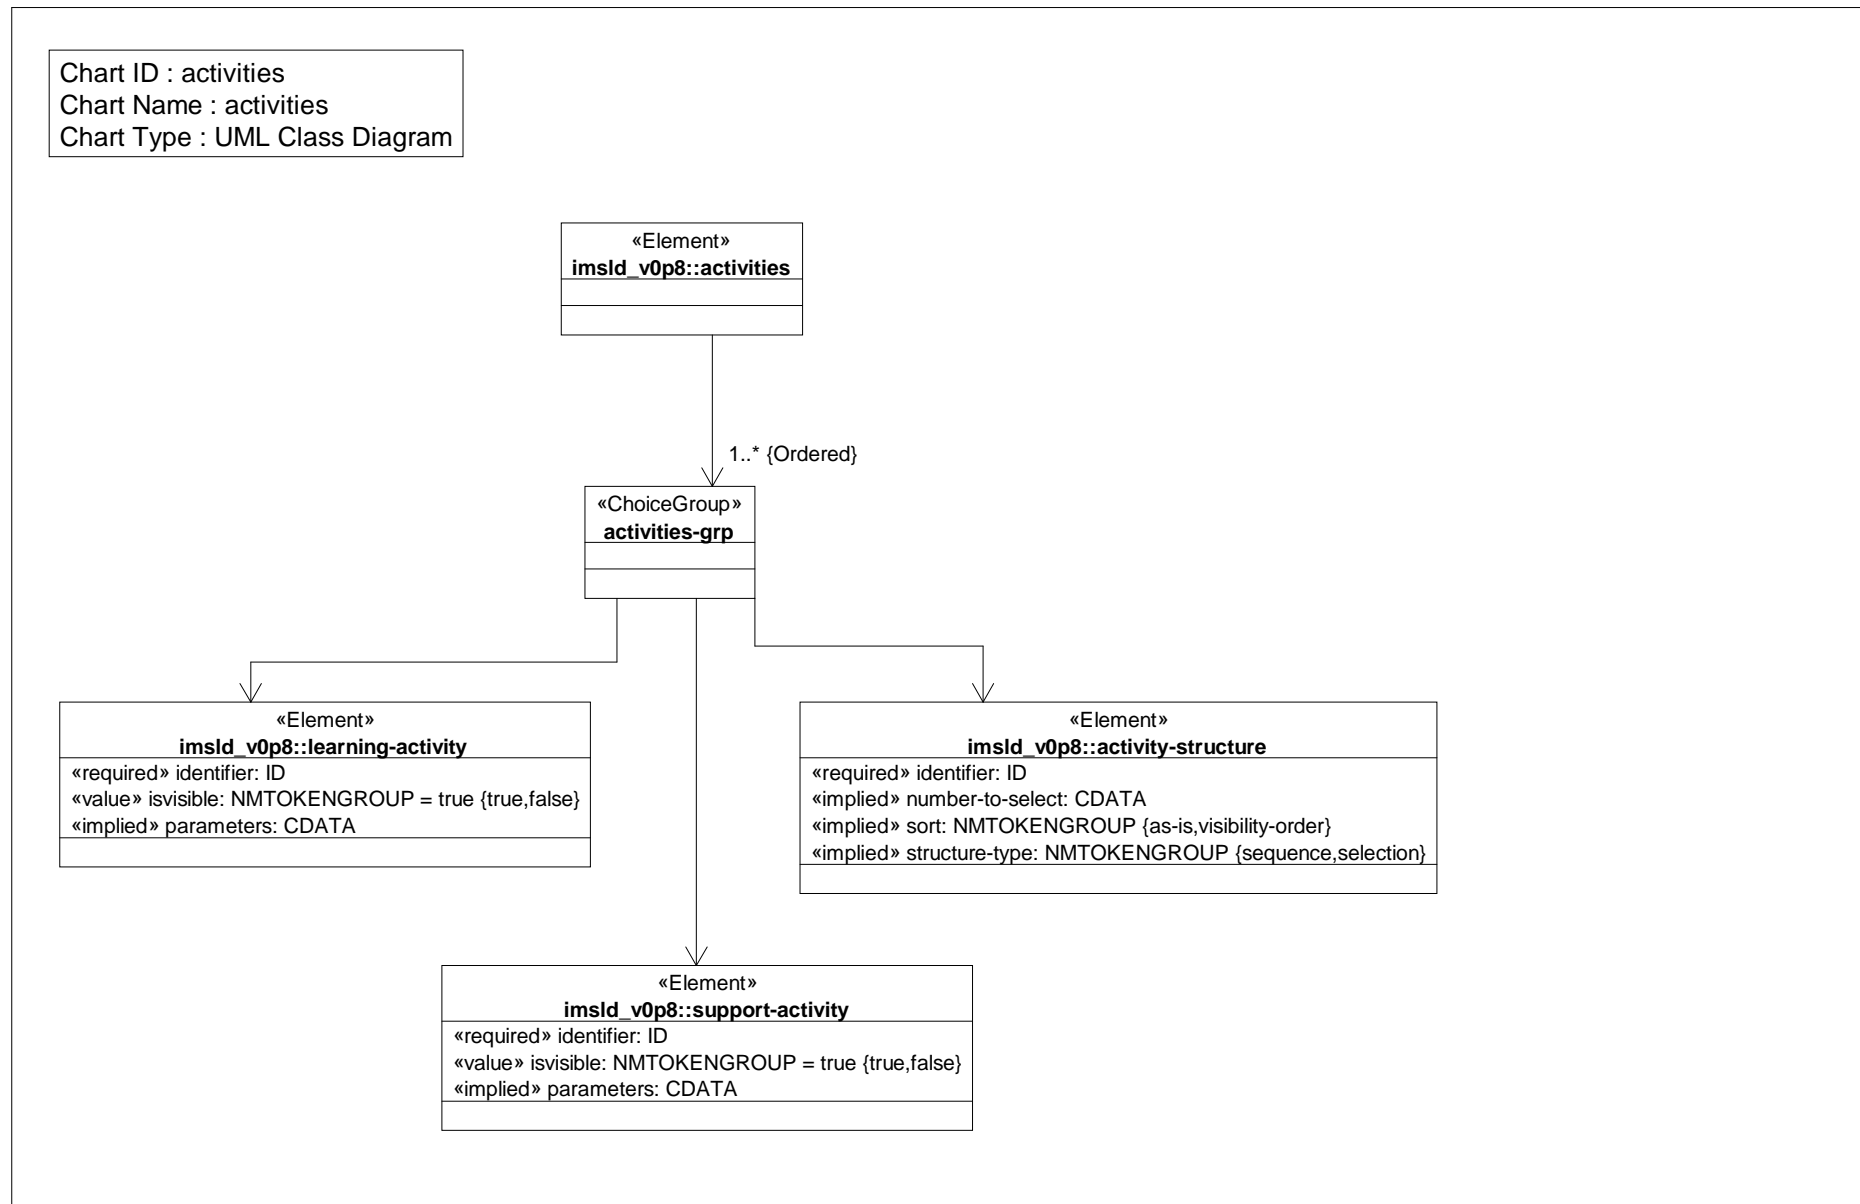 Chart ID : activities
Chart Name : activities
Chart Type : UML Class Diagram
«Element»
imsld_v0p8::activities
1..* {Ordered}
«ChoiceGroup»
activities-grp
«Element»
imsld_v0p8::learning-activity
«required» identifier: ID
«value» isvisible: NMTOKENGROUP = true {true,false}
«implied» parameters: CDATA
«Element»
imsld_v0p8::activity-structure
«required» identifier: ID
«implied» number-to-select: CDATA
«implied» sort: NMTOKENGROUP {as-is,visibility-order}
«implied» structure-type: NMTOKENGROUP {sequence,selection}
«Element»
imsld_v0p8::support-activity
«required» identifier: ID
«value» isvisible: NMTOKENGROUP = true {true,false}
«implied» parameters: CDATA